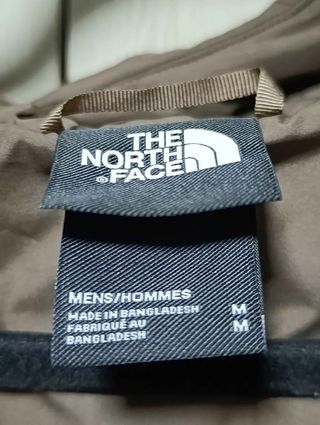 THE
NORTH
®FACE
MENS/HOMMES
MADE IN BANGLADESH M
FABRIQUÉ AU M
BANGLADESH